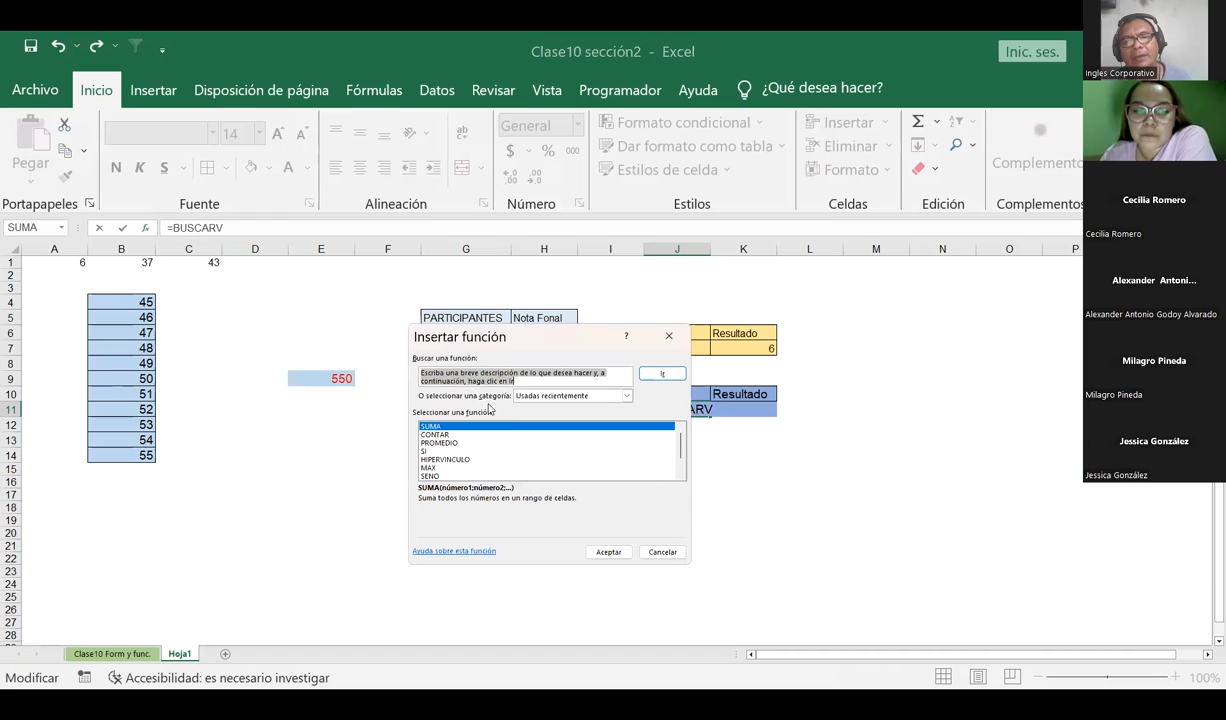 Clase10 sección2 - Excel
Inic. ses.
Archivo Inicio Insertar Disposición de página Fórmulas Datos Revisar Vista Programador Ayuda ¿Qué desea hacer?
Pegar
N K S
14
General
$ % 000
Formato condicional
Dar formato como tabla
Estilos de celda
Insertar
Eliminar
Formato
Complemento
Portapapeles Fuente Alineación Número Estilos Celdas Edición Complementos
SUMA =BUSCARV
A B C D E F G H I J K L M N O P
1 6 37 43
2
3
4 45
5 46 PARTICIPANTES Nota Fonal
6 47 Resultado
7 48 6
8 49
9 50 550
10 51 Resultado
11 52 ARV
12 53
13 54
14 55
15
16
17
18
19
20
21
22
23
24
25
26
27
28
Insertar función ?
Buscar una función:
Escriba una breve descripción de lo que desea hacer y, a
continuación, haga clic en Ir
Ir
O seleccionar una categoría: Usadas recientemente
Seleccionar una función:
SUMA
CONTAR
PROMEDIO
SI
HIPERVINCULO
MAX
SENO
SUMA(número1;número2;...)
Suma todos los números en un rango de celdas.
Ayuda sobre esta función
Aceptar Cancelar
Clase10 Form y func. Hoja1
Modificar Accesibilidad: es necesario investigar 100%
Ingles Corporativo
Cecilia Romero
Cecilia Romero
Alexander Antoni...
Alexander Antonio Godoy Alvarado
Milagro Pineda
Milagro Pineda
Jessica González
Jessica González